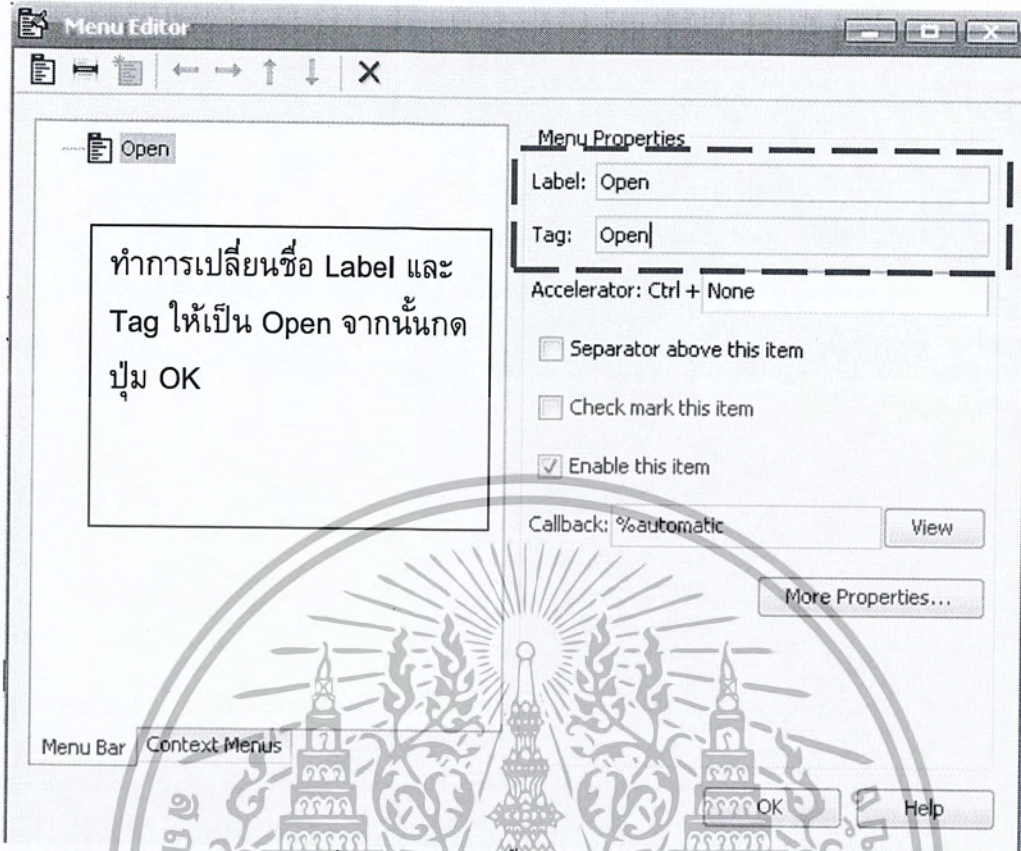 Menu Editor
Open
ทำการเปลี่ยนชื่อ Label และ
Tag ให้เป็น Open จากนั้นกด
ปุ่ม OK
Menu Bar
Context Menus
Menu Properties
Label: Open
Tag: Open
Accelerator: Ctrl + None
Separator above this item
Check mark this item
Enable this item
Callback: %automatic
View
More Properties...
OK
Help